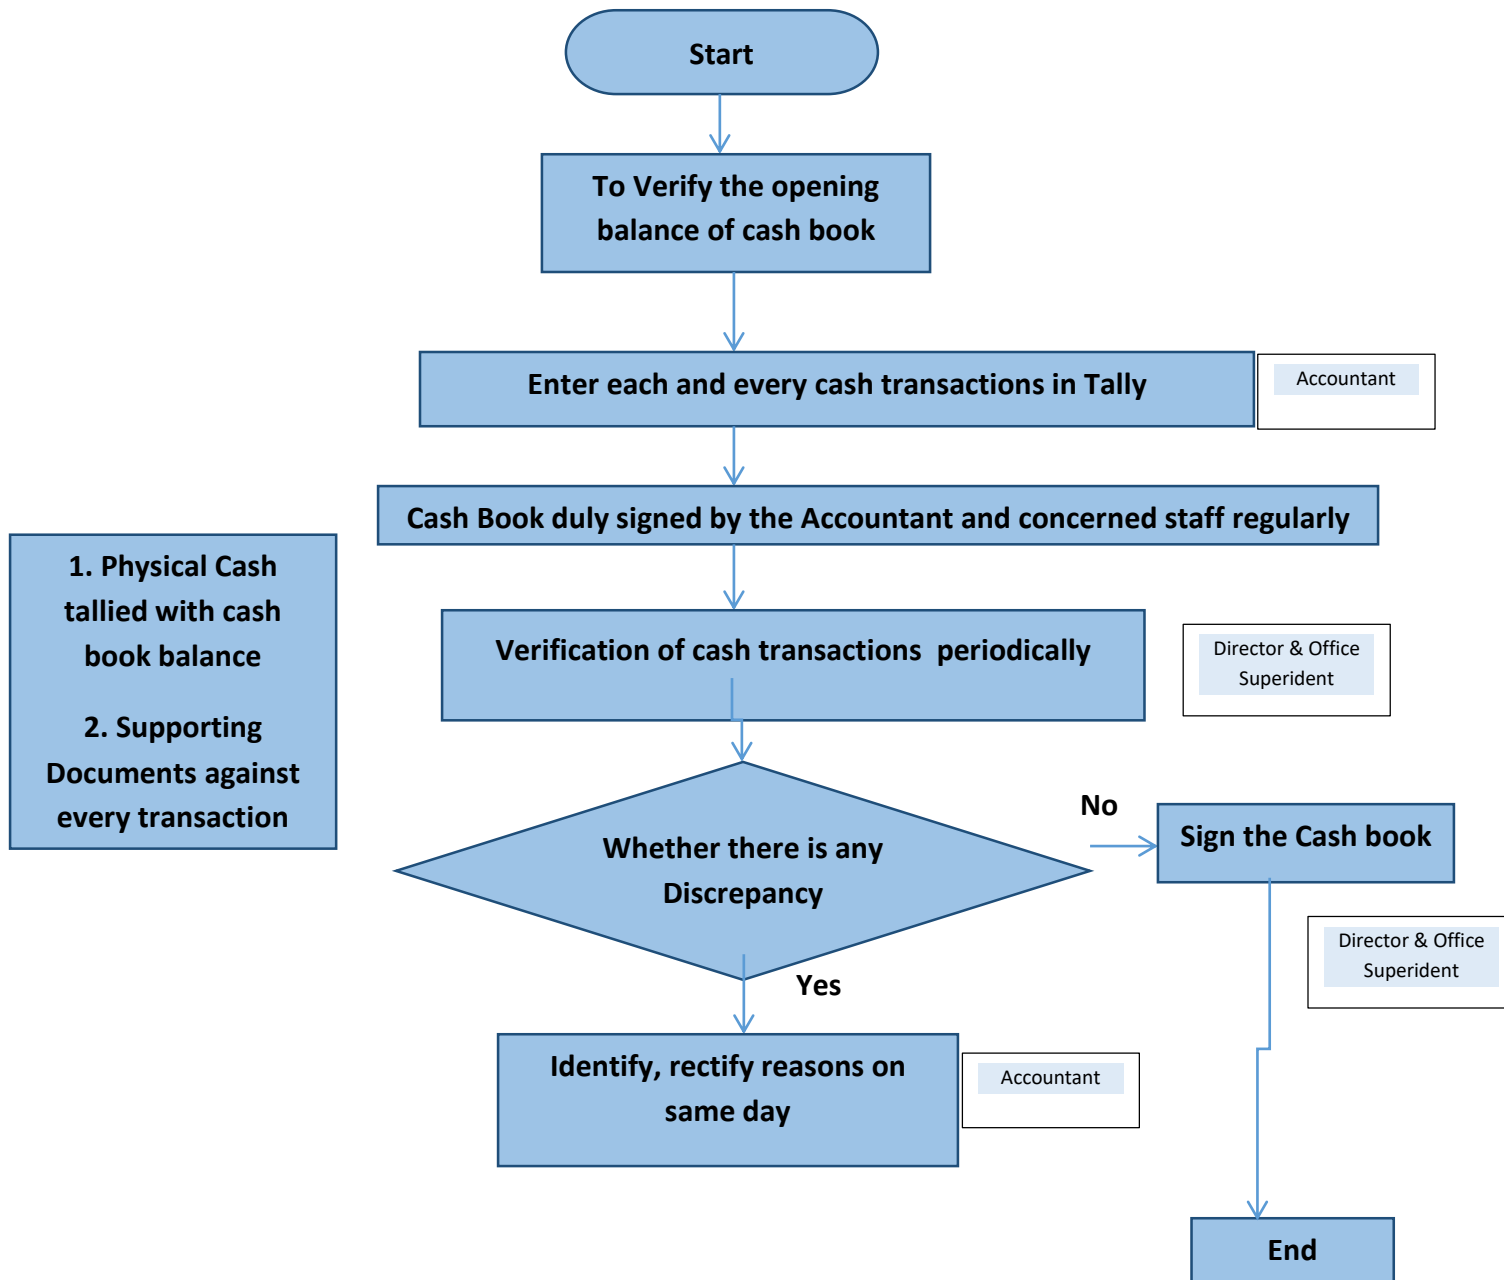 Start
To Verify the opening
balance of cash book
Enter each and every cash transactions in Tally
Accountant
Cash Book duly signed by the Accountant and concerned staff regularly
1. Physical Cash
tallied with cash
book balance
2. Supporting
Documents against
every transaction
Verification of cash transactions  periodically
Director & Office
Superident
Whether there is any
Discrepancy
No
Sign the Cash book
Director & Office
Superident
Yes
Identify, rectify reasons on
same day
Accountant
End